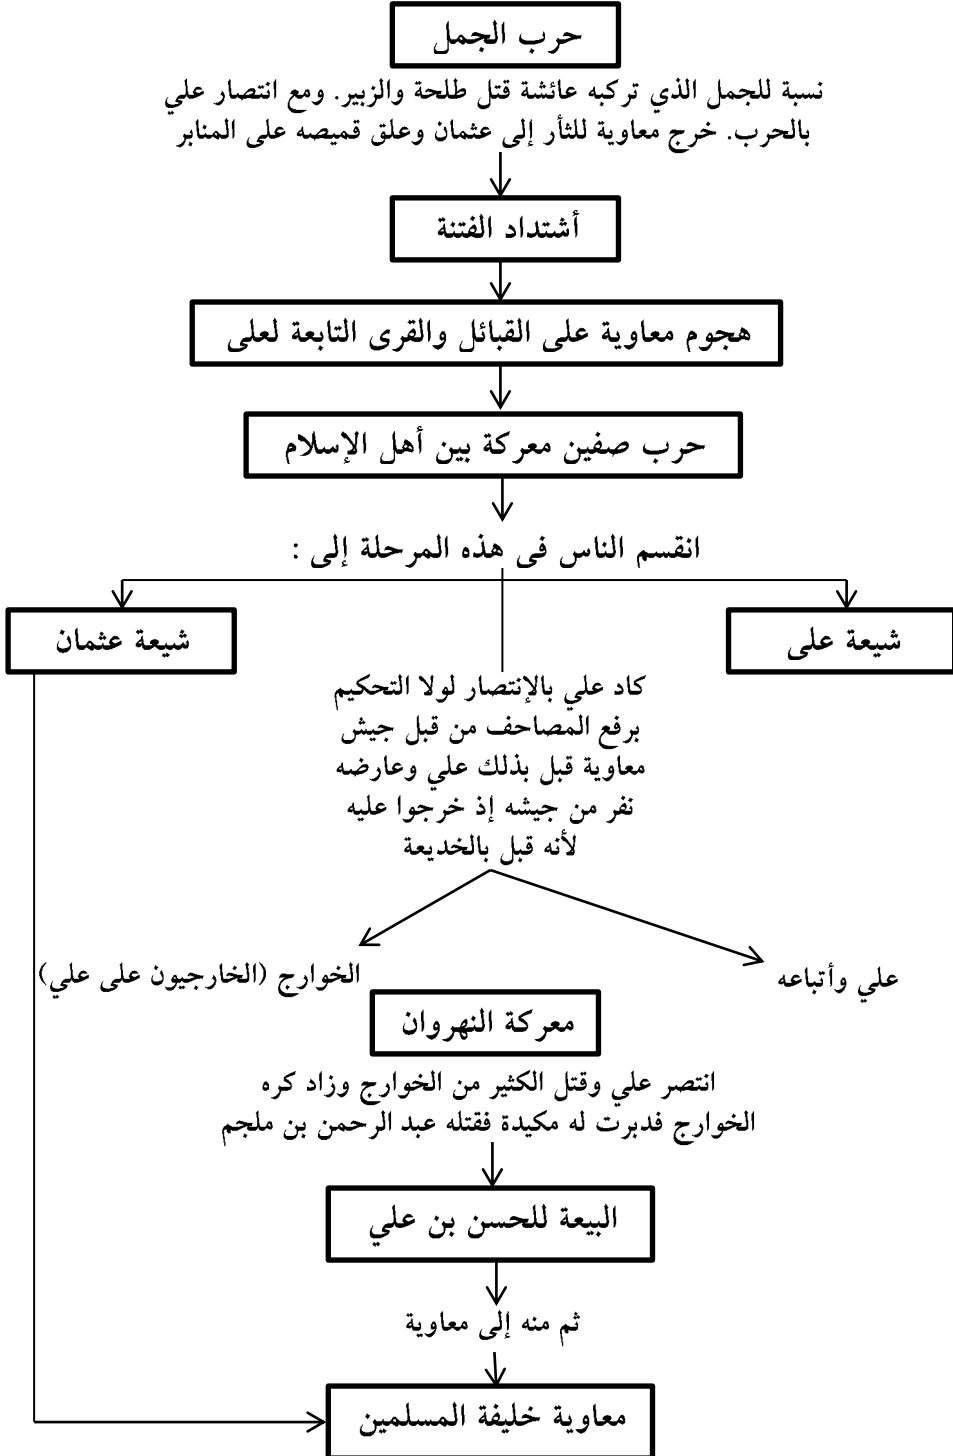 حرب الجمل
نسبة للجمل الذي تركبه عائشة قتل طلحة والزبير. ومع انتصار علي
بالحرب. خرج معاوية للثأر إلى عثمان وعلق قميصه على المنابر
أشتداد الفتنة
هجوم معاوية على القبائل والقرى التابعة لعلى
حرب صفين معركة بين أهل الإسلام
انقسم الناس فى هذه المرحلة إلى :
شيعة على
شيعة عثمان
كاد علي بالإنتصار لولا التحكيم
برفع المصاحف من قبل جيش
معاوية قبل بذلك علي وعارضه
نفر من جيشه إذ خرجوا عليه
لأنه قبل بالخديعة
علي وأتباعه
الخوارج (الخارجيون على علي)
معركة النهروان
انتصر علي وقتل الكثير من الخوارج وزاد كره
الخوارج فدبرت له مكيدة فقتله عبد الرحمن بن ملجم
البيعة للحسن بن علي
ثم منه إلى معاوية
معاوية خليفة المسلمين